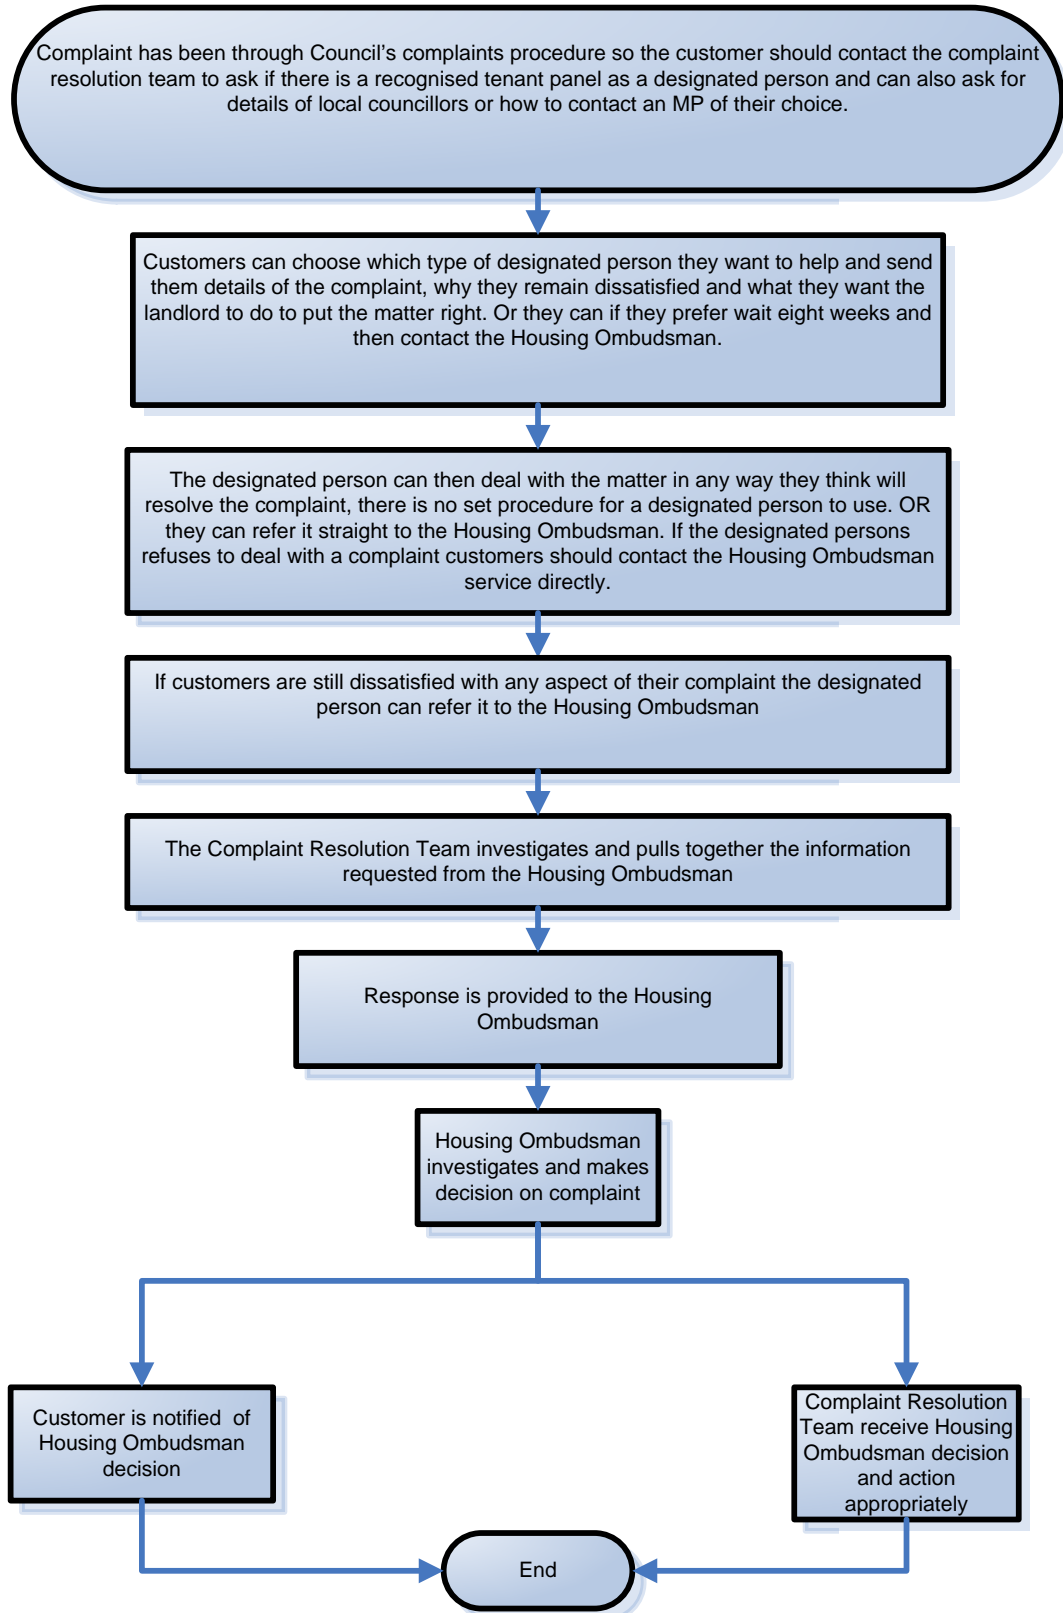 Complaint has been through Council's complaints procedure so the customer should contact the complaint
resolution team to ask if there is a recognised tenant panel as a designated person and can also ask for
details of local councillors or how to contact an MP of their choice.
Customers can choose which type of designated person they want to help and send
them details of the complaint, why they remain dissatisfied and what they want the
landlord to do to put the matter right. Or they can if they prefer wait eight weeks and
then contact the Housing Ombudsman.
The designated person can then deal with the matter in any way they think will
resolve the complaint, there is no set procedure for a designated person to use. OR
they can refer it straight to the Housing Ombudsman. If the designated persons
refuses to deal with a complaint customers should contact the Housing Ombudsman
service directly.
If customers are still dissatisfied with any aspect of their complaint the designated
person can refer it to the Housing Ombudsman
The Complaint Resolution Team investigates and pulls together the information
requested from the Housing Ombudsman
Response is provided to the Housing
Ombudsman
Housing Ombudsman
investigates and makes
decision on complaint
Customer is notified of
Housing Ombudsman
decision
Complaint Resolution
Team receive Housing
Ombudsman decision
and action
appropriately
End